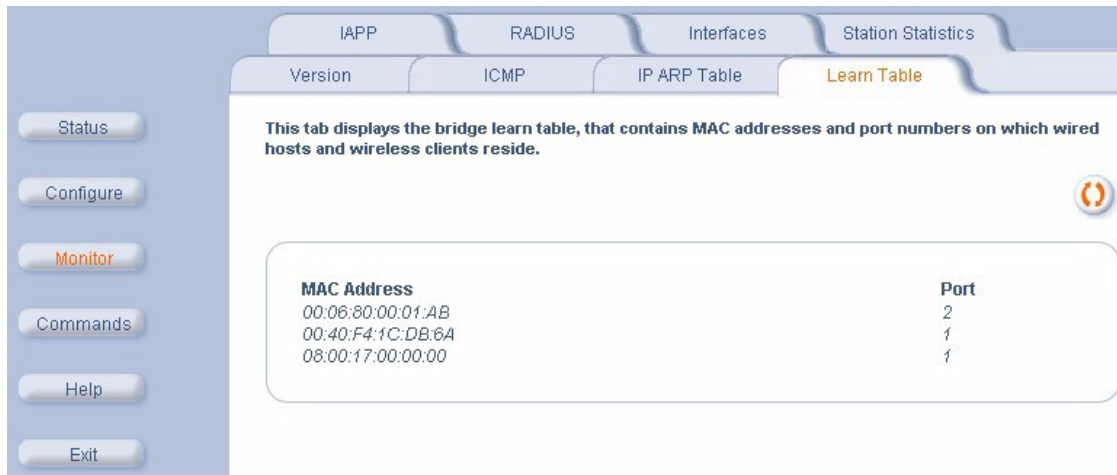 IAPP
RADIUS
Interfaces
Station Statistics
Version
ICMP
IP ARP Table
Learn Table
Status
Configure
Monitor
Commands
Help
Exit
This tab displays the bridge learn table, that contains MAC addresses and port numbers on which wired
hosts and wireless clients reside.
MAC Address Port
00:06:80:00:01:AB 2
00:40:F4:1C:DB:6A 1
08:00:17:00:00:00 1